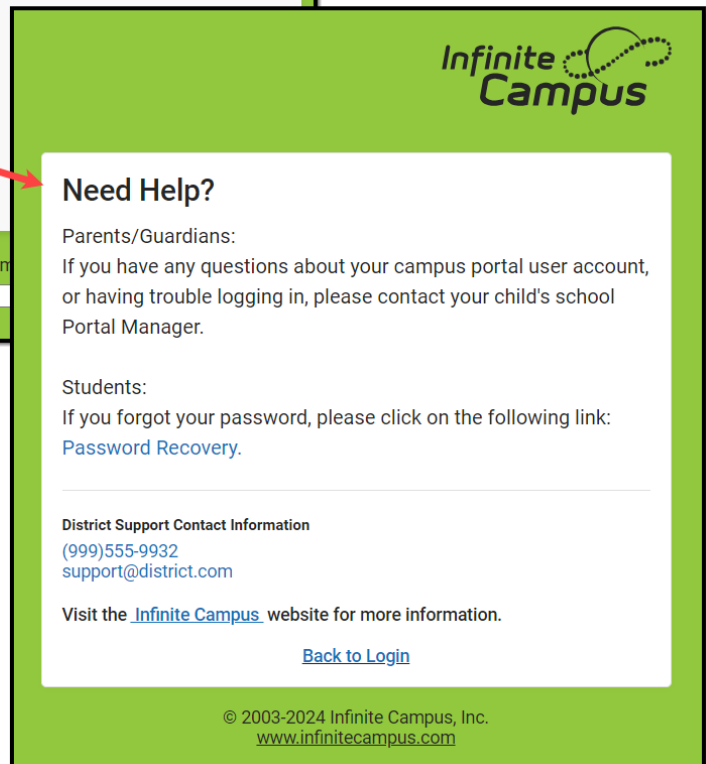 Infinite
Campus
Need Help?
Parents/Guardians:
If you have any questions about your campus portal user account,
or having trouble logging in, please contact your child's school
Portal Manager.
Students:
If you forgot your password, please click on the following link:
Password Recovery.
District Support Contact Information
(999)555-9932
support@district.com
Visit the Infinite Campus website for more information.
Back to Login
© 2003-2024 Infinite Campus, Inc.
www.infinitecampus.com